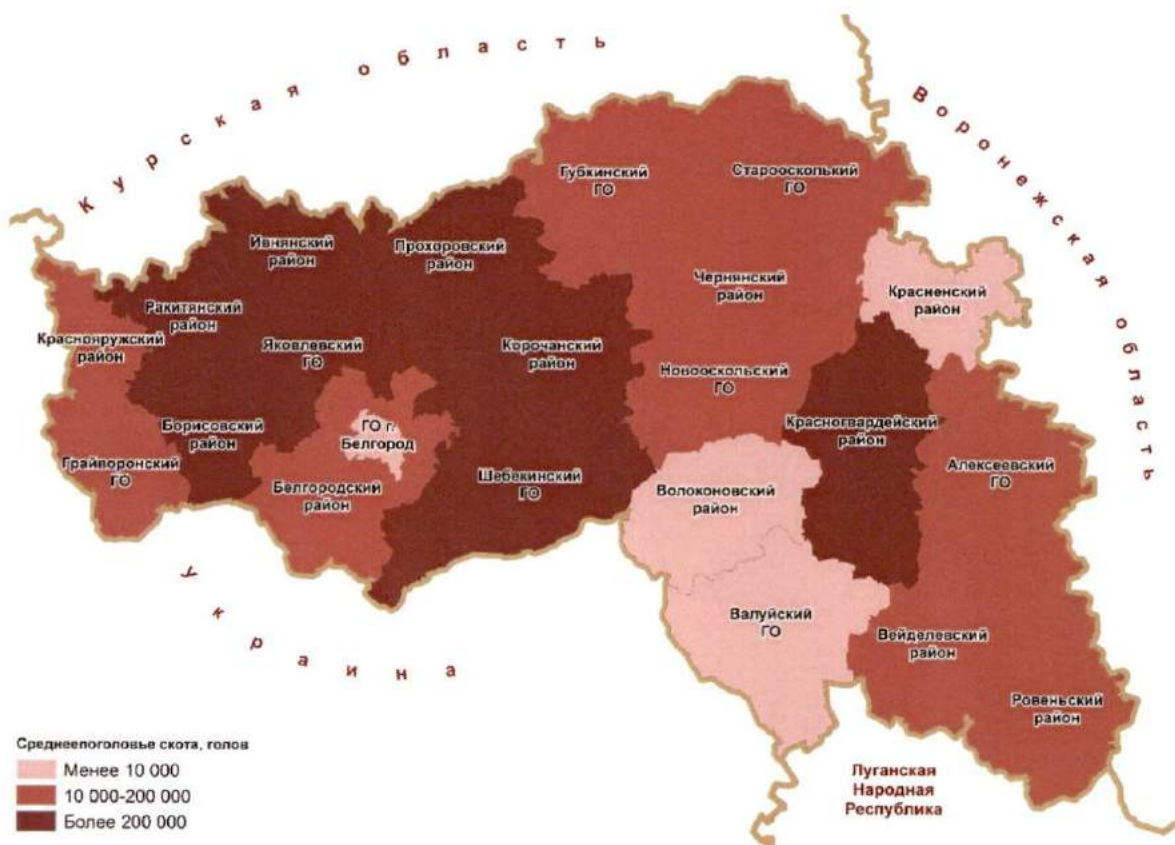 Курская область
Воронежская область
Губкинский
ГО
Старооскольский
ГО
Ивнянский
район
Прохоровский
район
Чернянский
район
Красненский
район
Ракитянский
район
Краснояружский
район
Яковлевский
ГО
Корочанский
район
Новооскольский
ГО
Красногвардейский
район
Борисовский
район
ГО г.
Белгород
Грайворонский
ГО
Белгородский
район
Шебекинский
ГО
Волоконовский
район
Алексеевский
ГО
Валуйский
ГО
Вейделевский
район
Ровеньский
район
Украина
Луганская
Народная
Республика
Среднеепоголовье скота, голов
Менее 10 000
10 000-200 000
Более 200 000